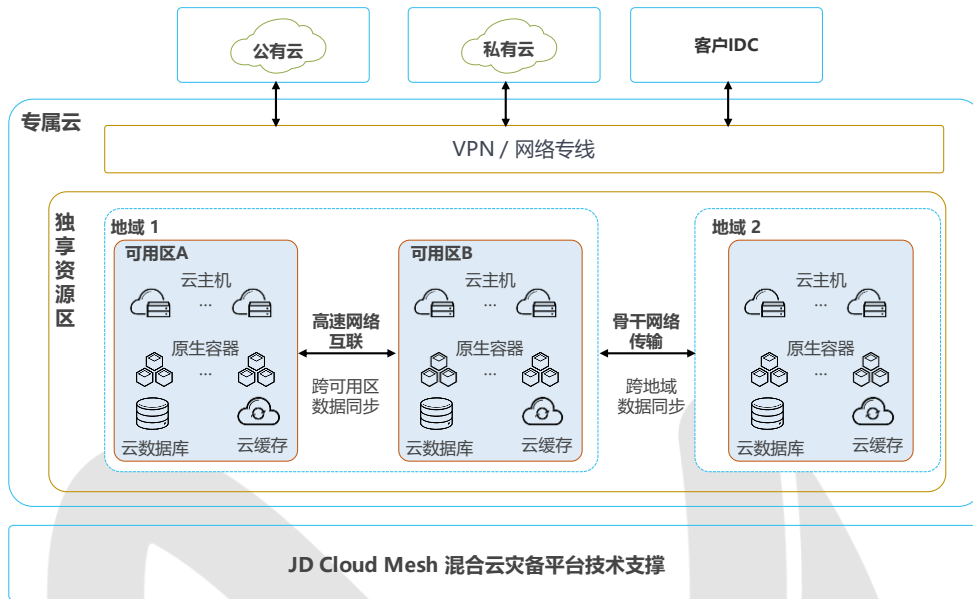 公有云
私有云
客户IDC
专属云
VPN / 网络专线
独享资源区
地域 1
可用区A
云主机
...
原生容器
...
云数据库
云缓存
高速网络
互联
跨可用区
数据同步
可用区B
云主机
...
原生容器
...
云数据库
云缓存
骨干网络
传输
跨地域
数据同步
地域 2
云主机
...
原生容器
...
云数据库
云缓存
JD Cloud Mesh 混合云灾备平台技术支撑